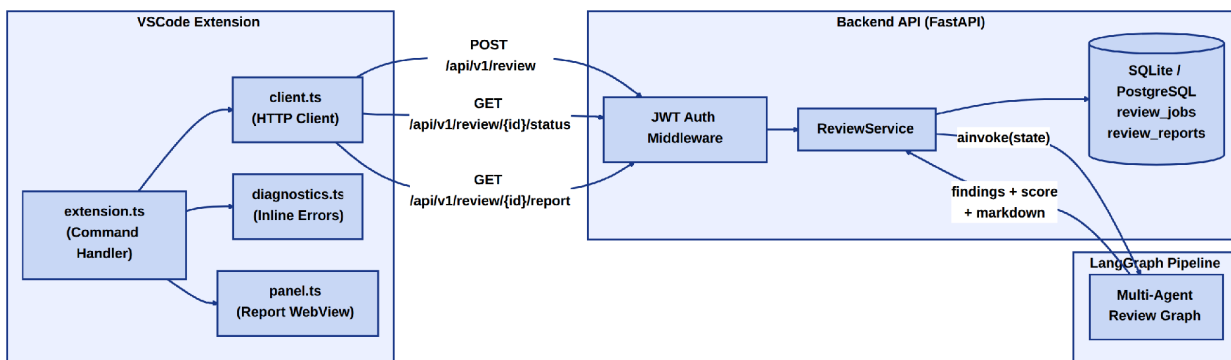 VSCode Extension
client.ts
(HTTP Client)
extension.ts
(Command
Handler)
diagnostics.ts
(Inline Errors)
panel.ts
(Report WebView)
POST
/api/v1/review
GET
/api/v1/review/{id}/status
GET
/api/v1/review/{id}/report
Backend API (FastAPI)
JWT Auth
Middleware
ReviewService
SQLite /
PostgreSQL
review_jobs
review_reports
ainvoke(state)
findings + score
+ markdown
LangGraph Pipeline
Multi-Agent
Review Graph